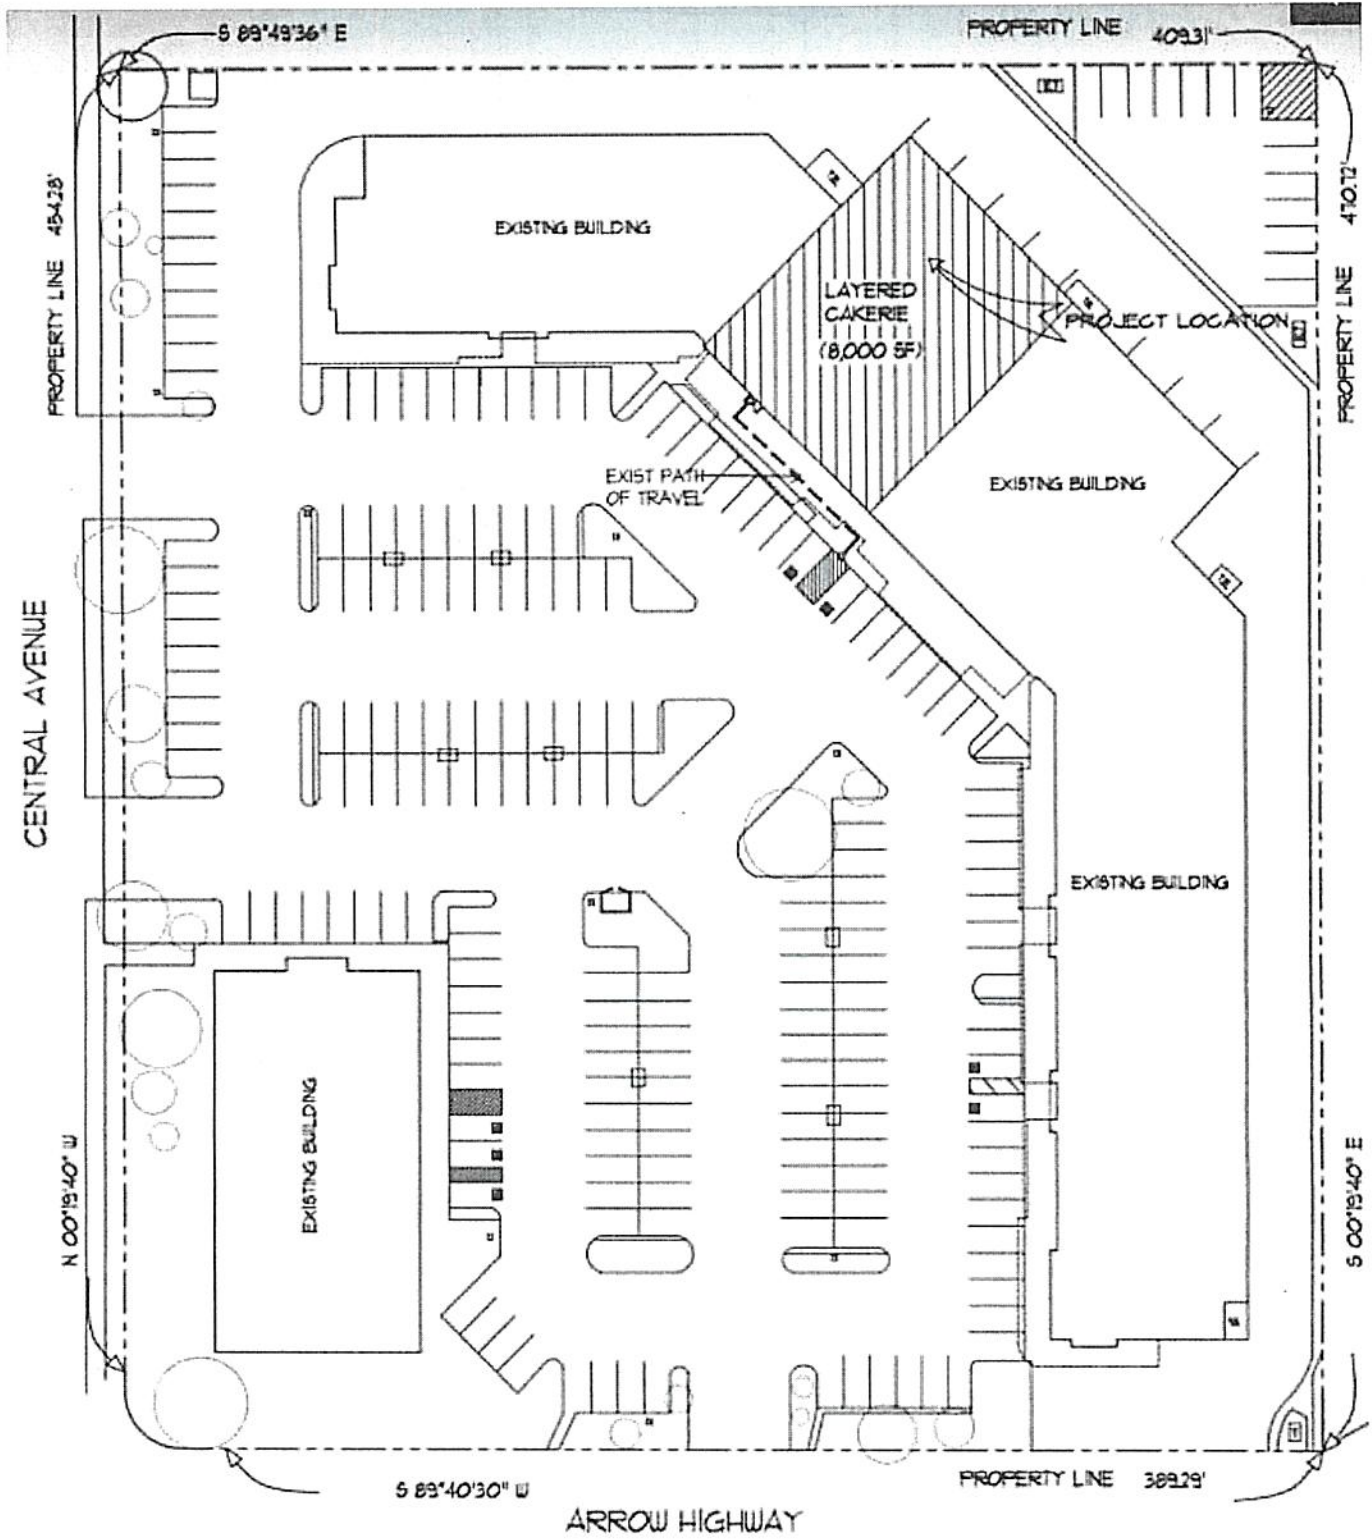 S 89°49'36" E
PROPERTY LINE 409.31'
PROPERTY LINE 454.28'
PROPERTY LINE 470.72'
EXISTING BUILDING
LAYERED
CAKERIE
(8,000 SF)
PROJECT LOCATION
EXIST PATH
OF TRAVEL
EXISTING BUILDING
CENTRAL AVENUE
EXISTING BUILDING
EXISTING BUILDING
N 00°19'40" W
S 00°19'40" E
S 89°40'30" W
PROPERTY LINE 389.29'
ARROW HIGHWAY